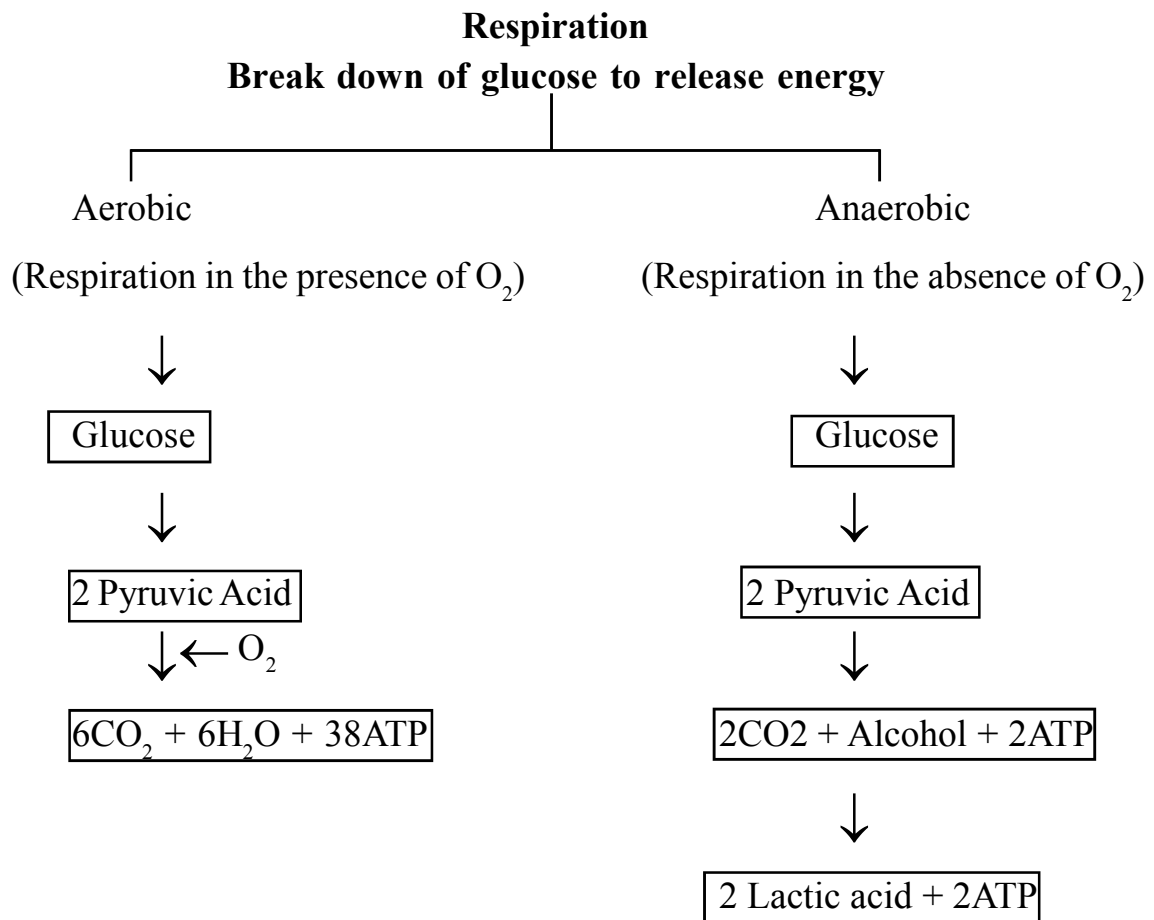 Respiration
Break down of glucose to release energy
Aerobic
(Respiration in the presence of O₂)
Glucose
2 Pyruvic Acid
O₂
6CO₂ + 6H₂O + 38ATP
Anaerobic
(Respiration in the absence of O₂)
Glucose
2 Pyruvic Acid
2CO2 + Alcohol + 2ATP
2 Lactic acid + 2ATP